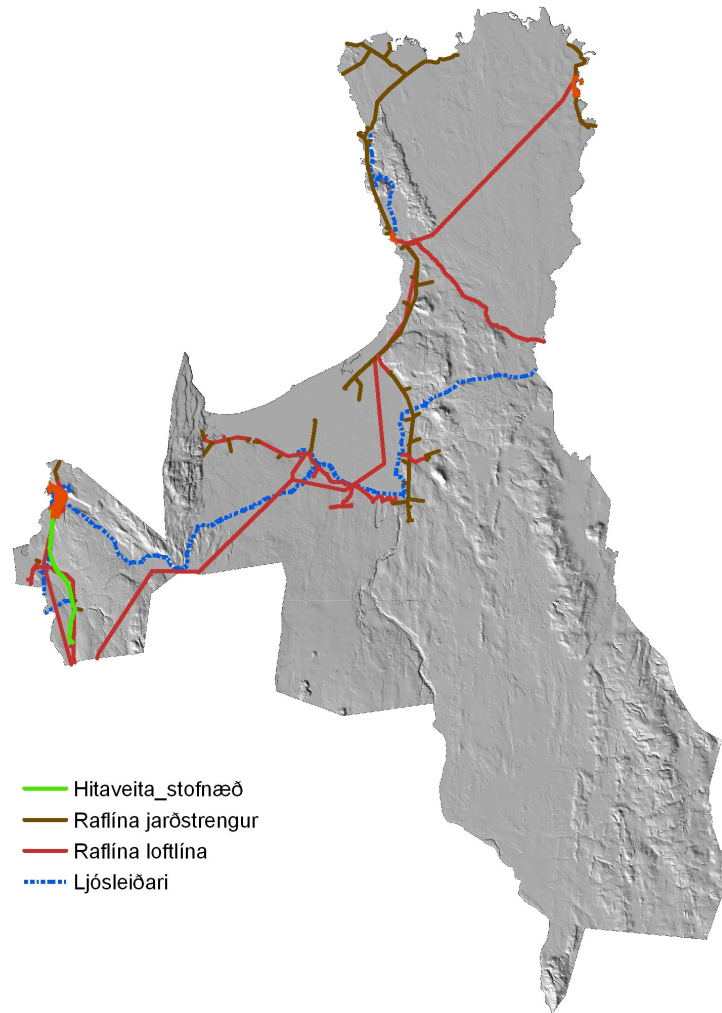 Hitaveita_stofnæð
Raflína jarðstrengur
Raflína loftlína
Ljósleiðari